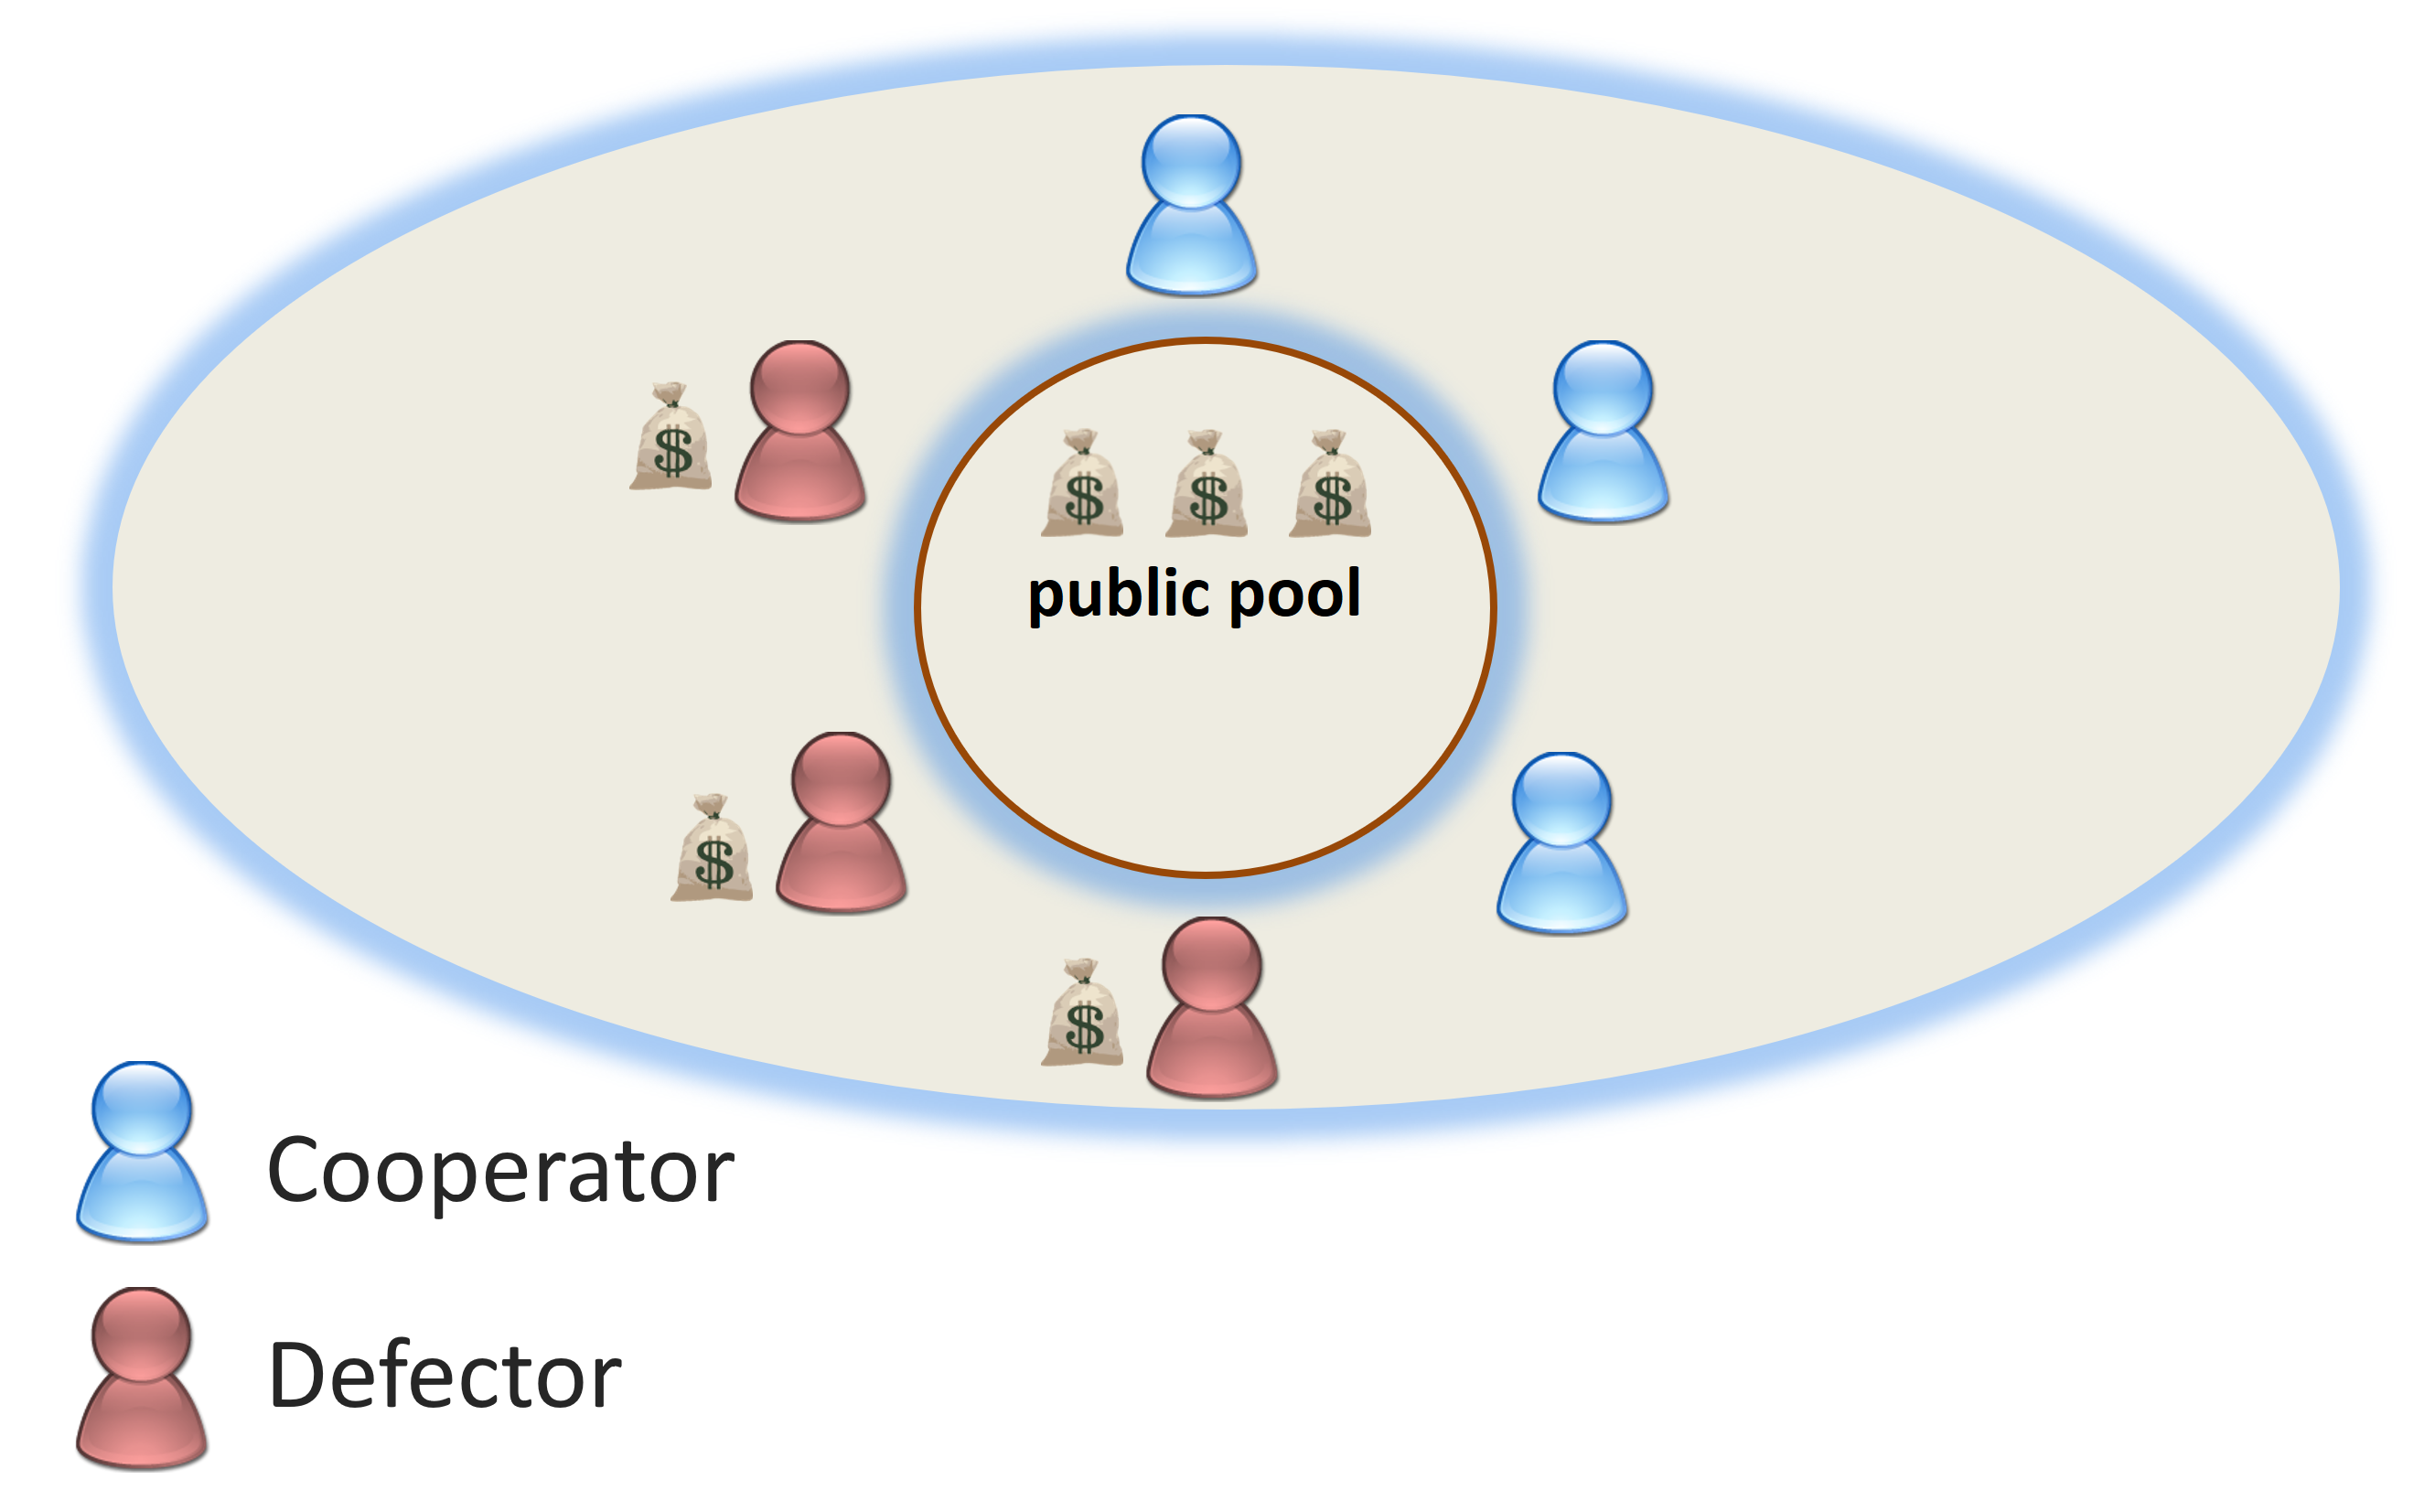 $
$ $ $
public pool
$
$
Cooperator
Defector